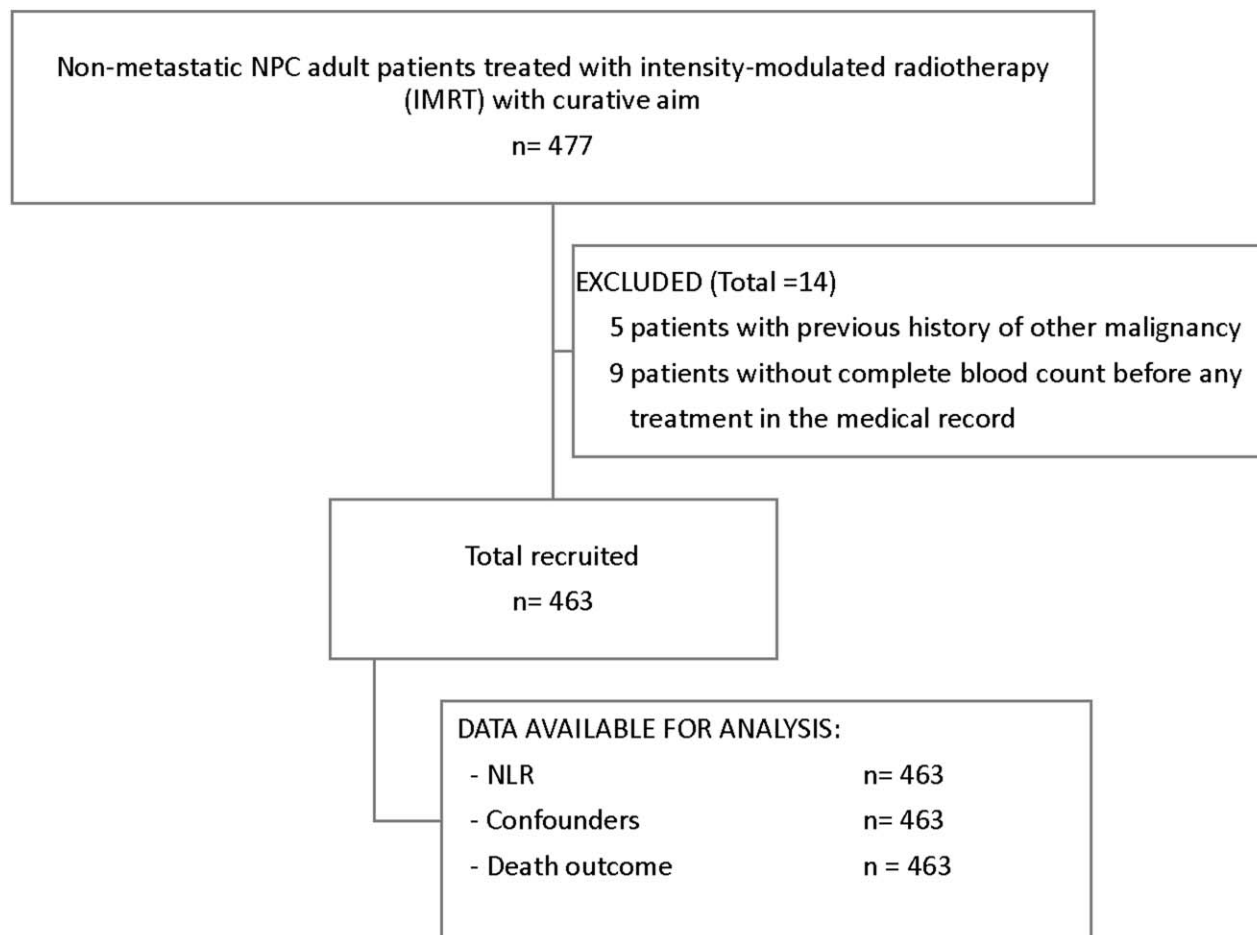 Non-metastatic NPC adult patients treated with intensity-modulated radiotherapy
(IMRT) with curative aim
n= 477
EXCLUDED (Total =14)
5 patients with previous history of other malignancy
9 patients without complete blood count before any
treatment in the medical record
Total recruited
n= 463
DATA AVAILABLE FOR ANALYSIS:
- NLR n= 463
- Confounders n= 463
- Death outcome n = 463